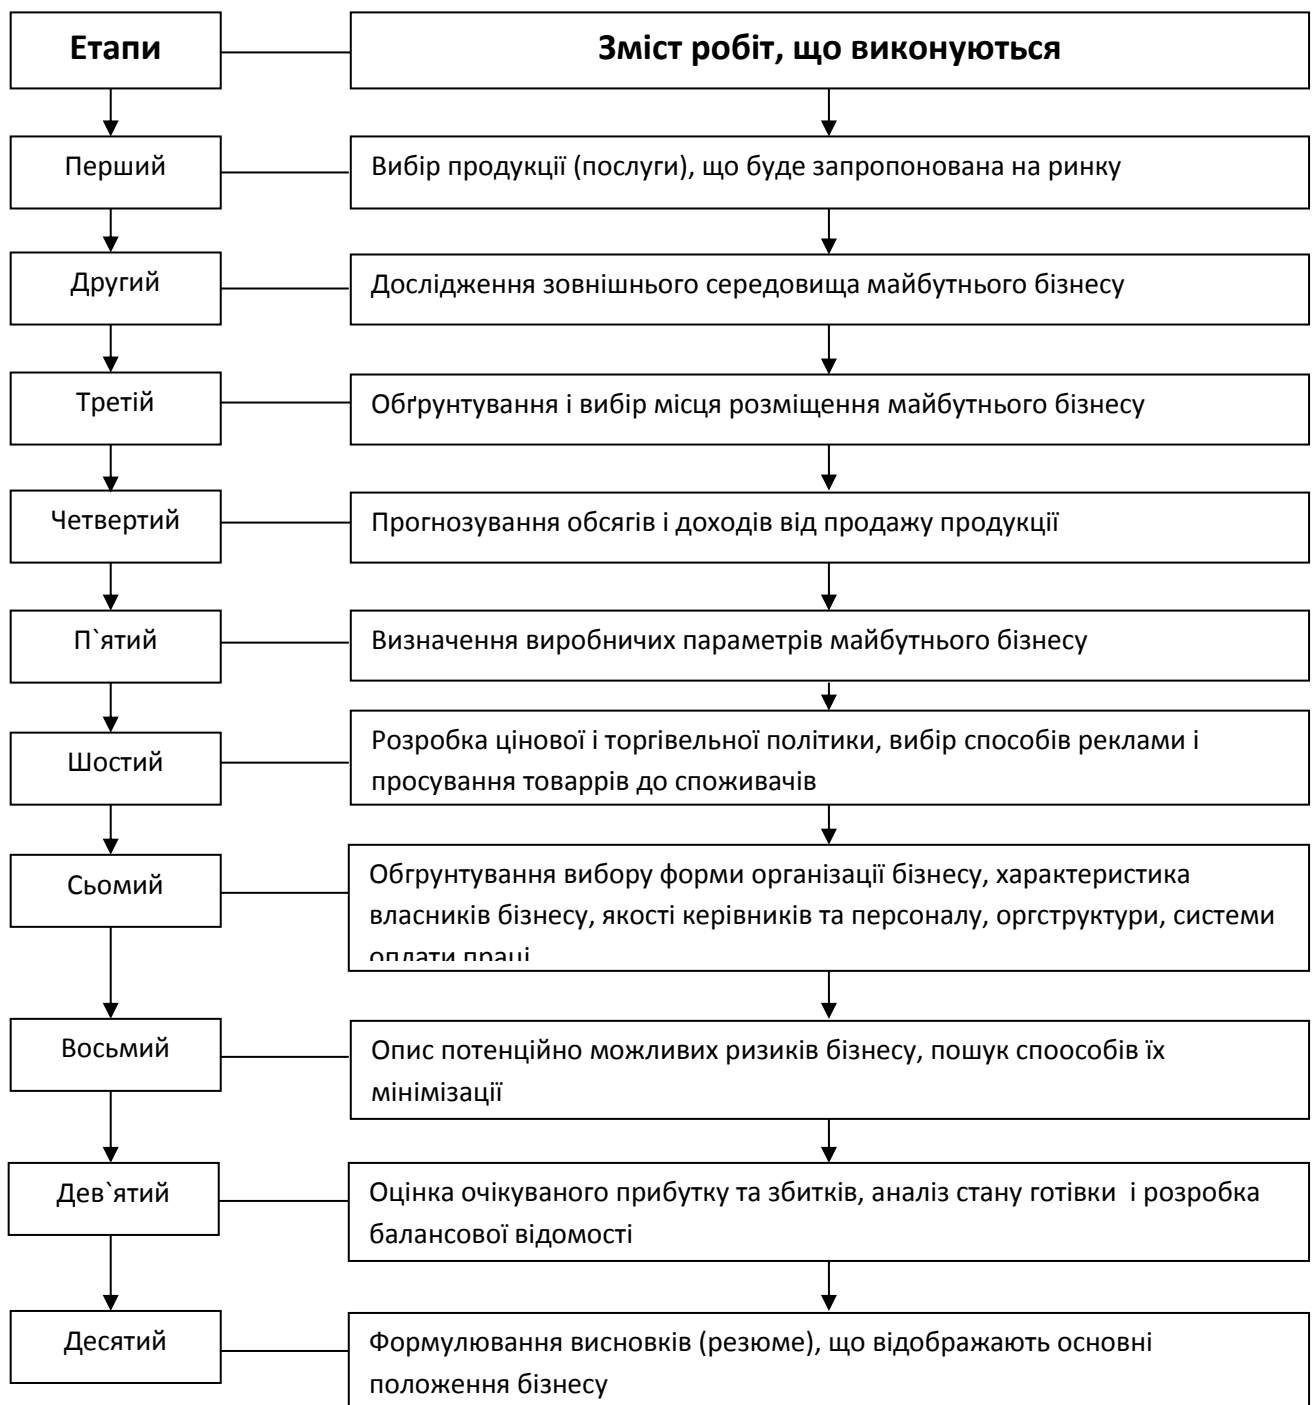 Етапи
Зміст робіт, що виконуються
Перший
Вибір продукції (послуги), що буде запропонована на ринку
Другий
Дослідження зовнішнього середовища майбутнього бізнесу
Третій
Обґрунтування і вибір місця розміщення майбутнього бізнесу
Четвертий
Прогнозування обсягів і доходів від продажу продукції
П`ятий
Визначення виробничих параметрів майбутнього бізнесу
Шостий
Розробка цінової і торгівельної політики, вибір способів реклами і
просування товаррів до споживачів
Сьомий
Обгрунтування вибору форми організації бізнесу, характеристика
власників бізнесу, якості керівників та персоналу, оргструктури, системи
оплати праці
Восьмий
Опис потенційно можливих ризиків бізнесу, пошук споособів їх
мінімізації
Дев`ятий
Оцінка очікуваного прибутку та збитків, аналіз стану готівки і розробка
балансової відомості
Десятий
Формулювання висновків (резюме), що відображають основні
положення бізнесу